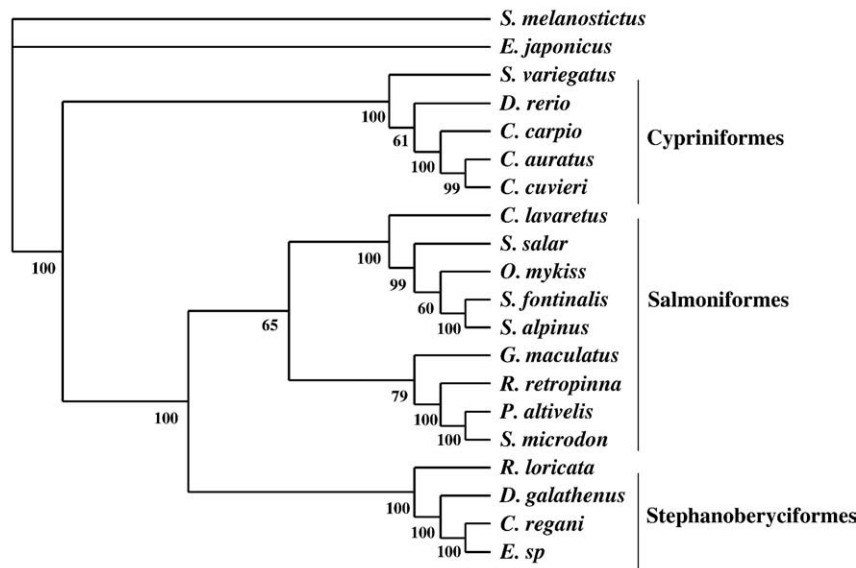 S. melanostictus
E. japonicus
S. variegatus
D. rerio
100
61
C. carpio
Cypriniformes
100
C. auratus
99
C. cuvieri
C. lavaretus
S. salar
100
100
99
O. mykiss
60
S. fontinalis
Salmoniformes
65
100
S. alpinus
G. maculatus
79
R. retropinna
100
100
P. altivelis
100
S. microdon
R. loricata
100
D. galathenus
Stephanoberyciformes
100
C. regani
100
E. sp